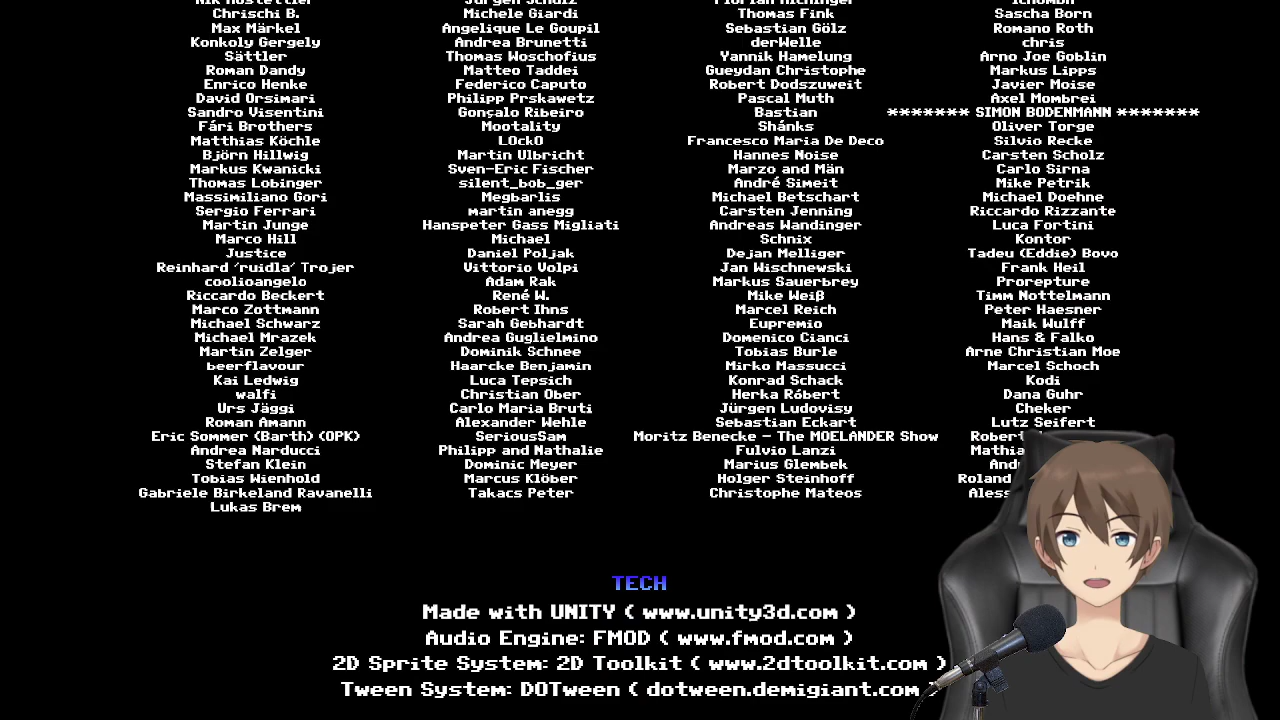 Nik Hostettler
Chrischi B.
Max Märkel
Konkoly Gergely
Sättler
Roman Dandy
Enrico Henke
David Orsimari
Sandro Visentini
Fári Brothers
Matthias Köchle
Björn Hillwig
Markus Kwanicki
Thomas Lobinger
Massimiliano Gori
Sergio Ferrari
Martin Junge
Marco Hill
Justice
Reinhard 'ruidla' Trojer
coolioangelo
Riccardo Beckert
Marco Zottmann
Michael Schwarz
Michael Mrazek
Martin Zelger
beerflavour
Kai Ledwig
walfi
Urs Jäggi
Roman Amann
Eric Sommer (Barth) (OPK)
Andrea Narducci
Stefan Klein
Tobias Wienhold
Gabriele Birkeland Ravanelli
Lukas Brem
Jürgen Schulz
Michele Giardi
Angelique Le Goupil
Andrea Brunetti
Thomas Woschofius
Matteo Taddei
Federico Caputo
Philipp Prskawetz
Gonçalo Ribeiro
Mootality
L0ckO
Martin Ulbricht
Sven-Eric Fischer
silent_bob_ger
Megbarlis
martin anegg
Hanspeter Gass Migliati
Michael
Daniel Poljak
Vittorio Volpi
Adam Rak
René W.
Robert Ihns
Sarah Gebhardt
Andrea Guglielmino
Dominik Schnee
Haarcke Benjamin
Luca Tepsich
Christian Ober
Carlo Maria Bruti
Alexander Wehle
SeriousSam
Philipp and Nathalie
Dominic Meyer
Marcus Klöber
Takacs Peter
Florian Hichinger
Thomas Fink
Sebastian Gölz
derWelle
Yannik Hamelung
Gueydan Christophe
Robert Dodszuweit
Pascal Muth
Bastian
Shánks
Francesco Maria De Deco
Hannes Noise
Marzo and Män
André Simeit
Michael Betschart
Carsten Jenning
Andreas Wandinger
Schnix
Dejan Melliger
Jan Wischnewski
Markus Sauerbrey
Mike Weiß
Marcel Reich
Eupremio
Domenico Cianci
Tobias Burle
Mirko Massucci
Konrad Schack
Herka Róbert
Jürgen Ludovisy
Sebastian Eckart
Moritz Benecke - The MOELANDER Show
Fulvio Lanzi
Marius Glembek
Holger Steinhoff
Christophe Mateos
Sascha Born
Romano Roth
chris
Arno Joe Goblin
Markus Lipps
Javier Moise
Axel Mombrei
******* SIMON BODENMANN *******
Oliver Torge
Silvio Recke
Carsten Scholz
Carlo Sirna
Mike Petrik
Michael Doehne
Riccardo Rizzante
Luca Fortini
Kontor
Tadeu (Eddie) Bovo
Frank Heil
Prorepture
Timm Nottelmann
Peter Haesner
Maik Wulff
Hans & Falko
Arne Christian Moe
Marcel Schoch
Kodi
Dana Guhr
Cheker
Lutz Seifert
Robert
Roland
TECH
Made with UNITY ( www.unity3d.com )
Audio Engine: FMOD ( www.fmod.com )
2D Sprite System: 2D Toolkit ( www.2dtoolkit.com )
Tween System: DOTween ( dotween.demigiant.com )